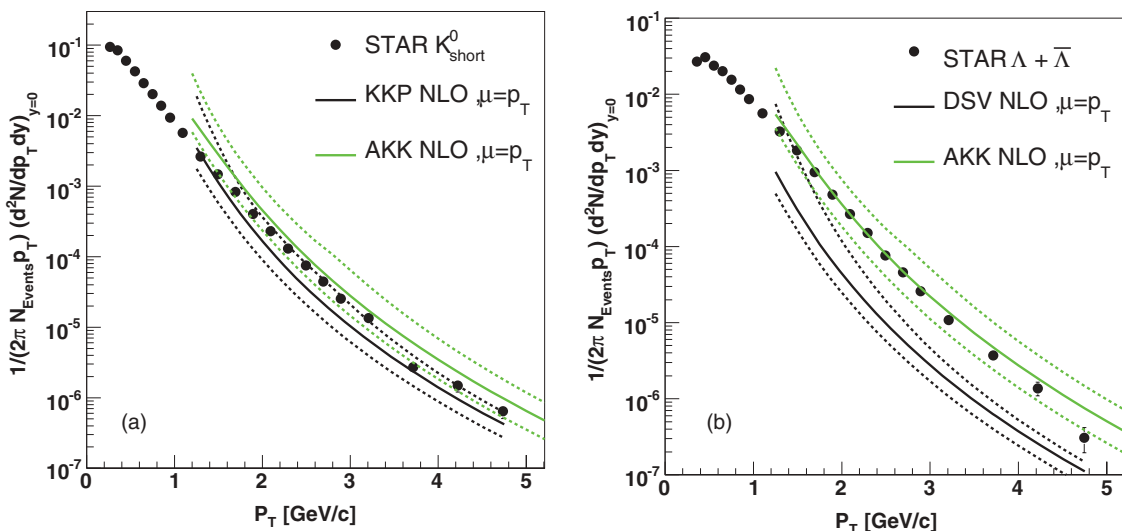 1/(2π N_Events p_T) (d²N/dp_T dy)_y=0
10⁻¹
10⁻²
10⁻³
10⁻⁴
10⁻⁵
10⁻⁶
10⁻⁷
STAR K⁰_short
KKP NLO ,μ=p_T
AKK NLO ,μ=p_T
(a)
0 1 2 3 4 5
P_T [GeV/c]
1/(2π N_Events p_T) (d²N/dp_T dy)_y=0
10⁻¹
10⁻²
10⁻³
10⁻⁴
10⁻⁵
10⁻⁶
10⁻⁷
STAR Λ + Λ̅
DSV NLO ,μ=p_T
AKK NLO ,μ=p_T
(b)
0 1 2 3 4 5
P_T [GeV/c]